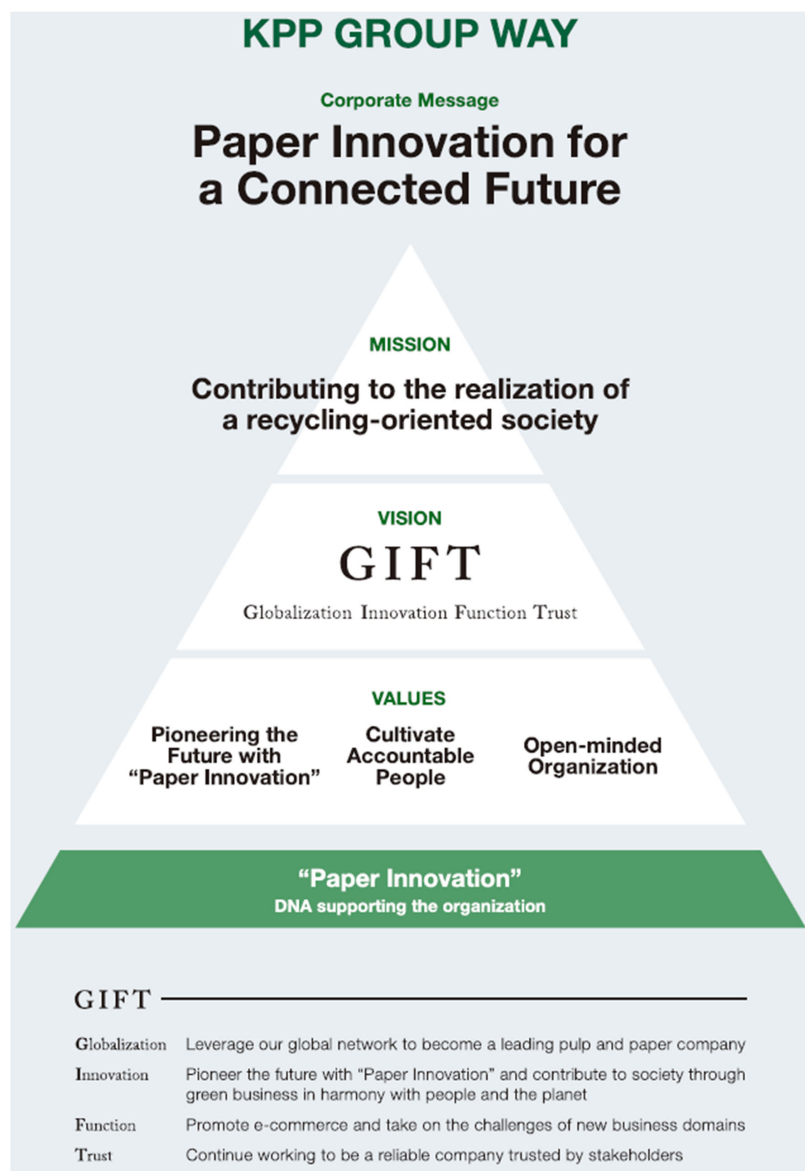 KPP GROUP WAY
Corporate Message
Paper Innovation for
a Connected Future
MISSION
Contributing to the realization of
a recycling-oriented society
VISION
GIFT
Globalization Innovation Function Trust
VALUES
Pioneering the
Future with
“Paper Innovation”
Cultivate
Accountable
People
Open-minded
Organization
“Paper Innovation”
DNA supporting the organization
GIFT
Globalization Leverage our global network to become a leading pulp and paper company
Innovation Pioneer the future with “Paper Innovation” and contribute to society through
green business in harmony with people and the planet
Function Promote e-commerce and take on the challenges of new business domains
Trust Continue working to be a reliable company trusted by stakeholders